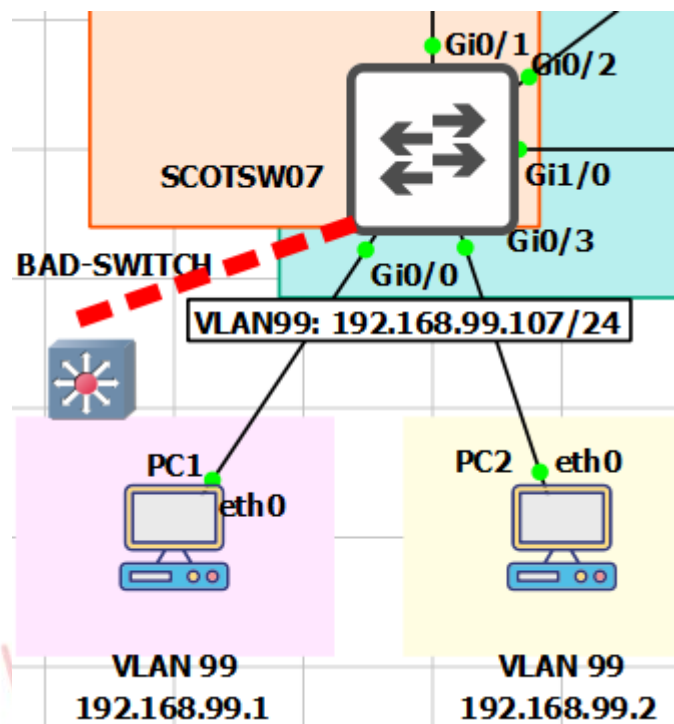 Gi0/1
Gi0/2
SCOTSW07
Gi1/0
Gi0/3
BAD-SWITCH
Gi0/0
VLAN99: 192.168.99.107/24
PC1
eth0
PC2
eth0
VLAN 99
192.168.99.1
VLAN 99
192.168.99.2